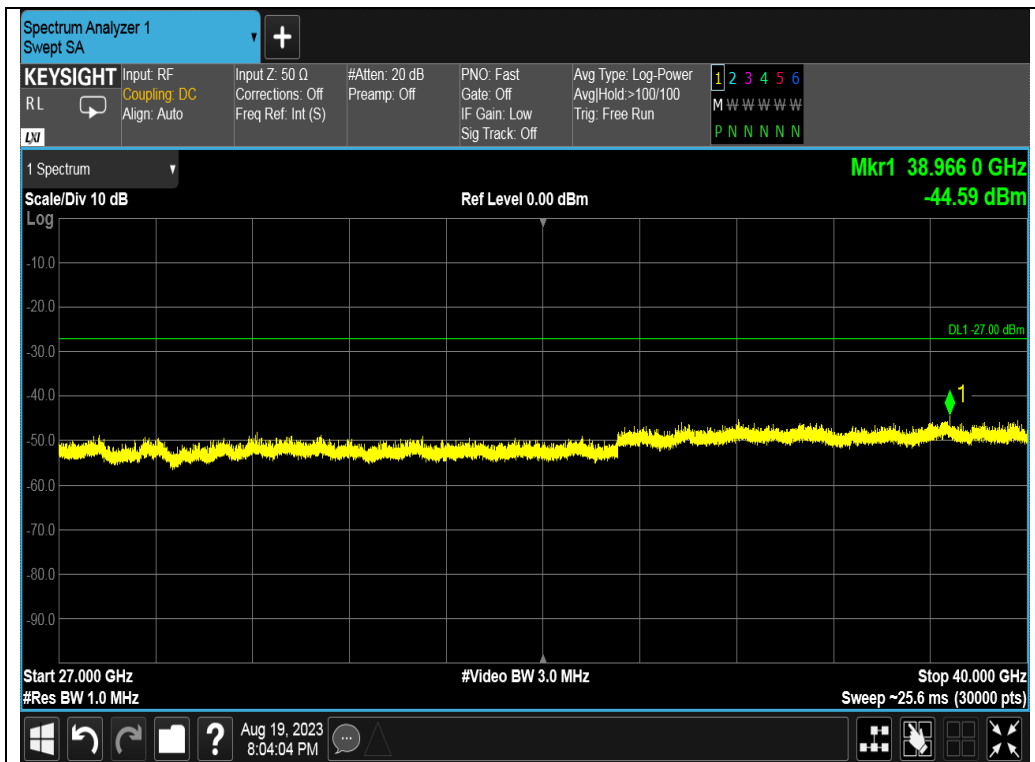 Spectrum Analyzer 1
Swept SA
+
KEYSIGHT
RL
LXI
Input: RF
Coupling: DC
Align: Auto
Input Z: 50 Ω
Corrections: Off
Freq Ref: Int (S)
#Atten: 20 dB
Preamp: Off
PNO: Fast
Gate: Off
IF Gain: Low
Sig Track: Off
Avg Type: Log-Power
Avg|Hold:>100/100
Trig: Free Run
1 2 3 4 5 6
M W W W W W
P N N N N N
1 Spectrum
Mkr1 38.966 0 GHz
-44.59 dBm
Scale/Div 10 dB
Ref Level 0.00 dBm
Log
-10.0
-20.0
DL1 -27.00 dBm
-30.0
-40.0
1
-50.0
-60.0
-70.0
-80.0
-90.0
Start 27.000 GHz
#Video BW 3.0 MHz
Stop 40.000 GHz
#Res BW 1.0 MHz
Sweep ~25.6 ms (30000 pts)
?
Aug 19, 2023
8:04:04 PM